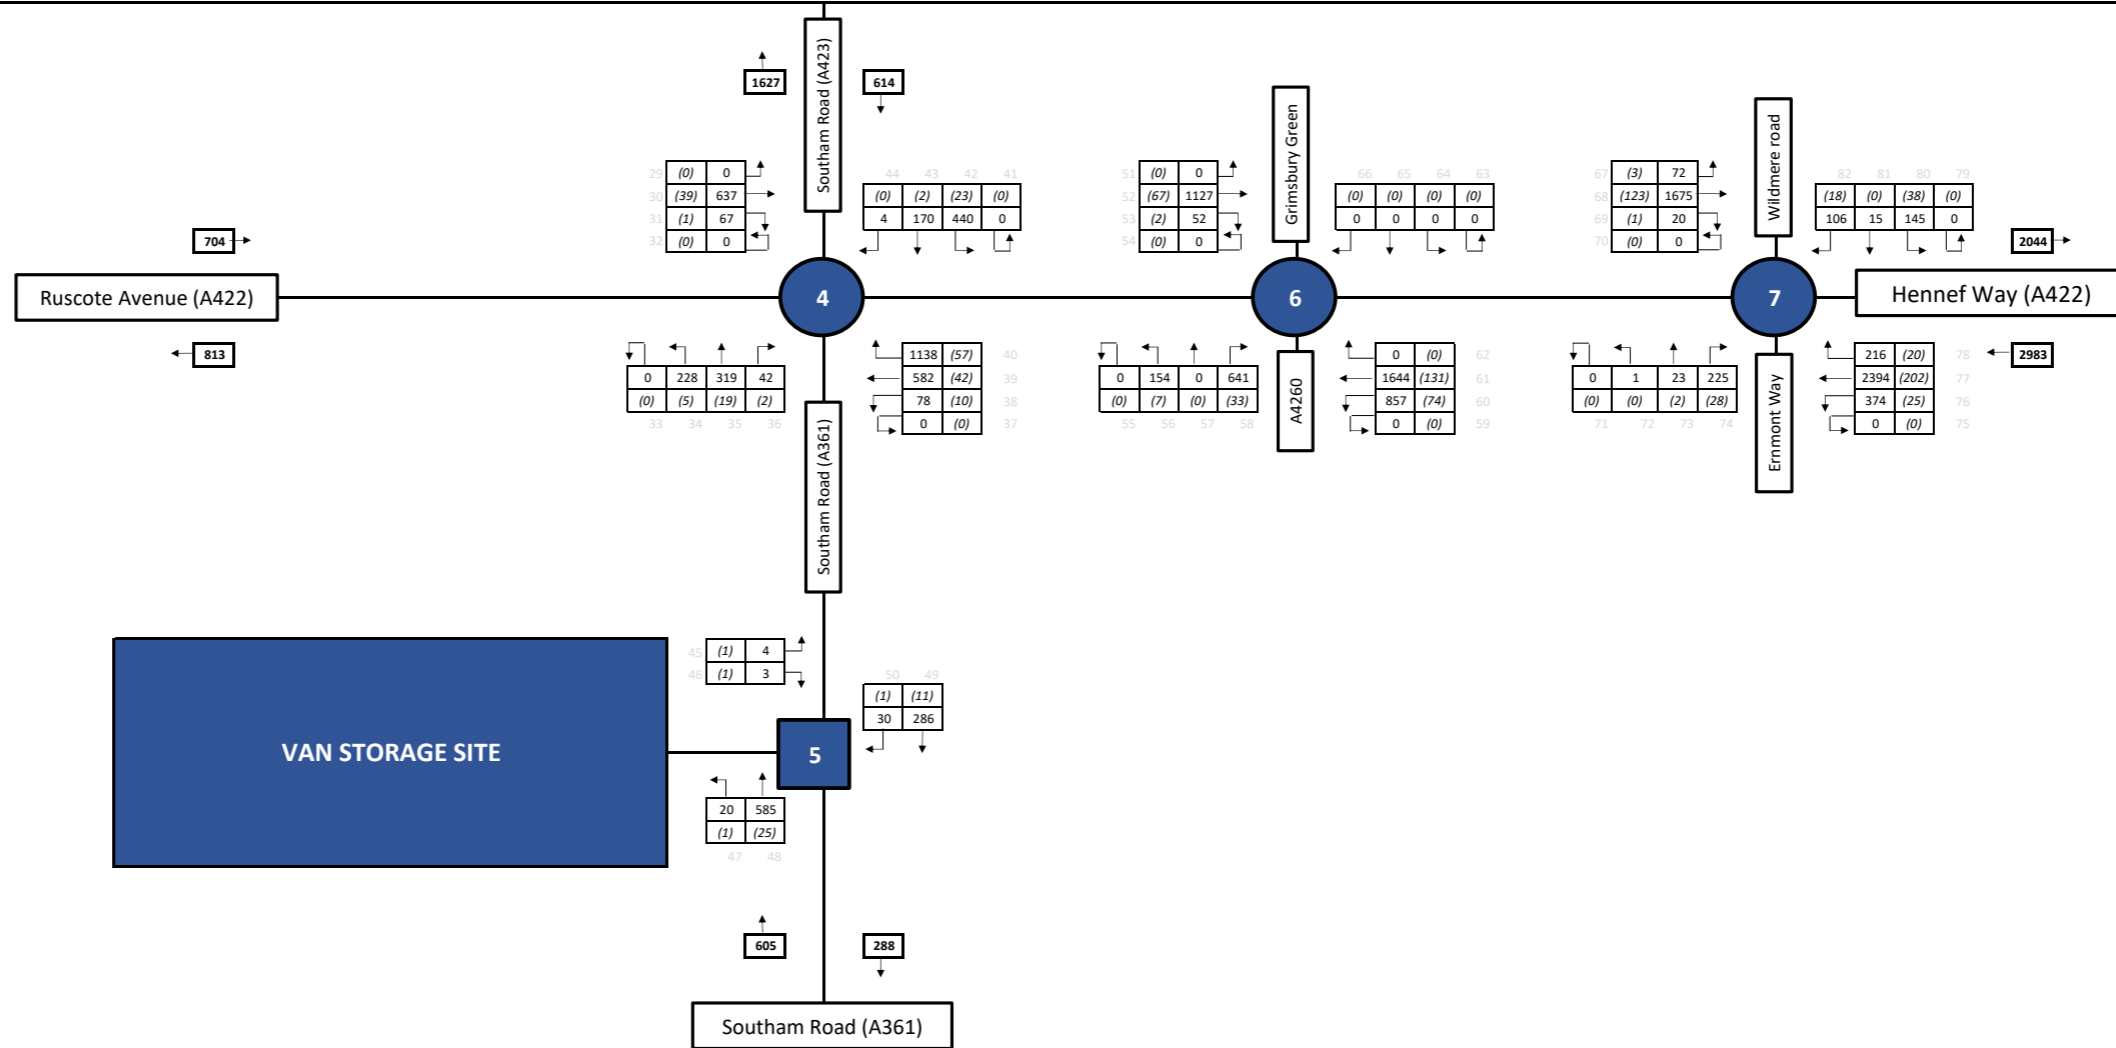 Southam Road (A423)
1627
614
29 (0) 0
30 (39) 637
31 (1) 67
32 (0) 0
44 43 42 41
(0) (2) (23) (0)
4 170 440 0
Grimsbury Green
51 (0) 0
52 (67) 1127
53 (2) 52
54 (0) 0
66 65 64 63
(0) (0) (0) (0)
0 0 0 0
Wildmere road
67 (3) 72
68 (123) 1675
69 (1) 20
70 (0) 0
82 81 80 79
(18) (0) (38) (0)
106 15 145 0
704
2044
Ruscote Avenue (A422)
4
6
7
Hennef Way (A422)
813
2983
0 228 319 42
(0) (5) (19) (2)
33 34 35 36
1138 (57) 40
582 (42) 39
78 (10) 38
0 (0) 37
0 154 0 641
(0) (7) (0) (33)
55 56 57 58
A4260
0 (0) 62
1644 (131) 61
857 (74) 60
0 (0) 59
0 1 23 225
(0) (0) (2) (28)
71 72 73 74
Ernmont Way
216 (20) 78
2394 (202) 77
374 (25) 76
0 (0) 75
Southam Road (A361)
45 (1) 4
46 (1) 3
50 49
(1) (11)
30 286
VAN STORAGE SITE
5
20 585
(1) (25)
47 48
605
288
Southam Road (A361)